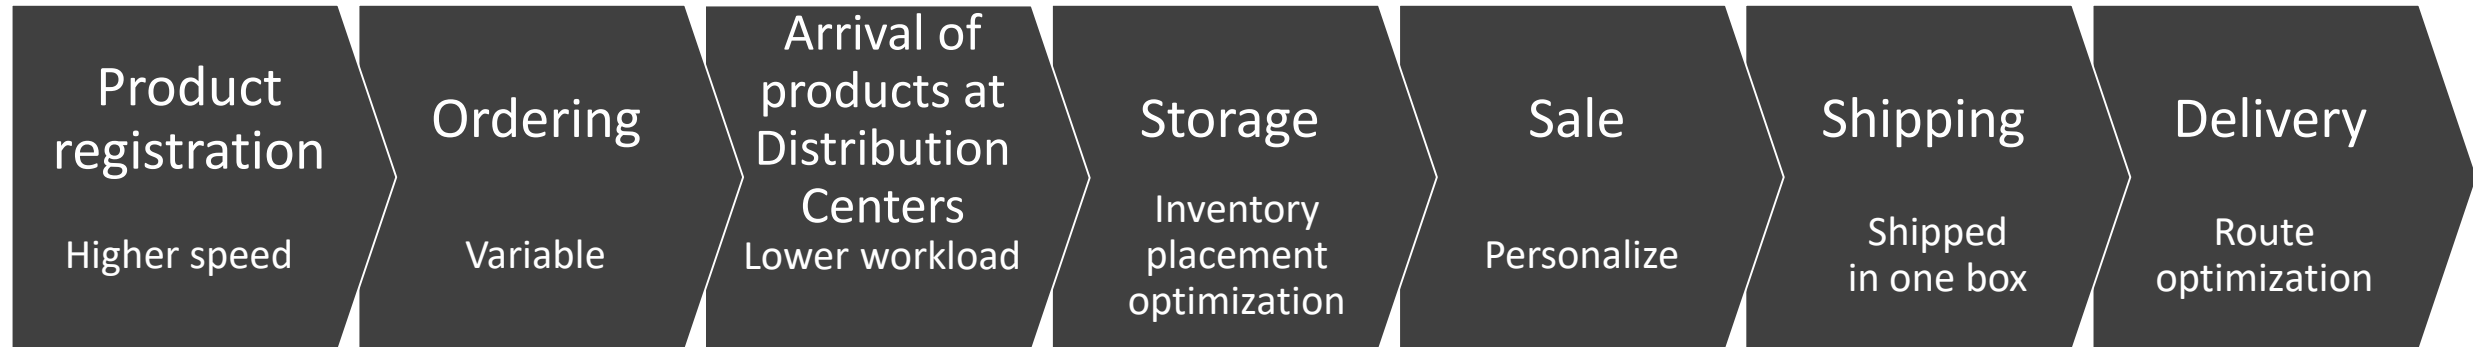 Product
registration
Higher speed
Ordering
Variable
Arrival of
products at
Distribution
Centers
Lower workload
Storage
Inventory
placement
optimization
Sale
Personalize
Shipping
Shipped
in one box
Delivery
Route
optimization